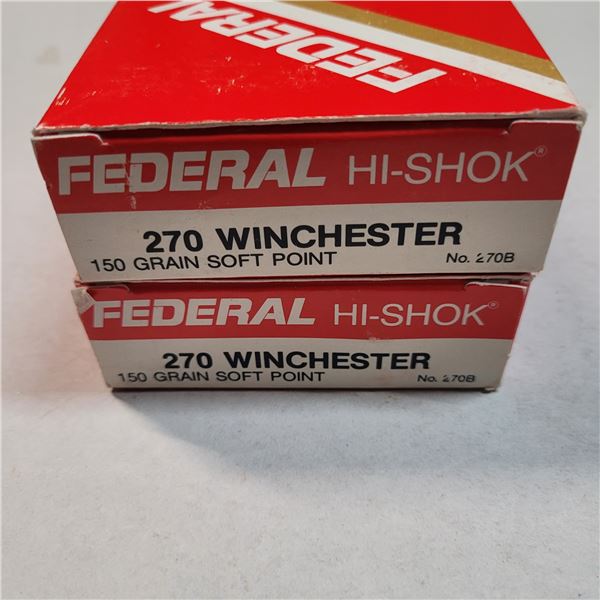 FEDERAL
FEDERAL
FEDERAL HI-SHOK®
270 WINCHESTER
150 GRAIN SOFT POINT No. 270B
FEDERAL HI-SHOK®
270 WINCHESTER
150 GRAIN SOFT POINT No. 270B